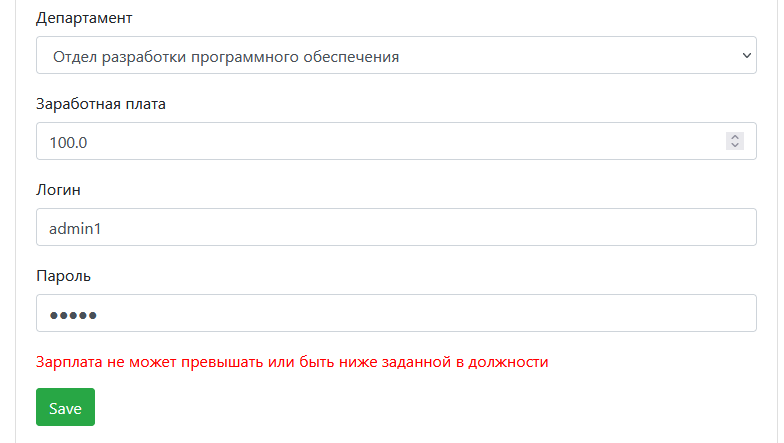 Департамент
Отдел разработки программного обеспечения
Заработная плата
100.0
Логин
admin1
Пароль
●●●●●
Зарплата не может превышать или быть ниже заданной в должности
Save